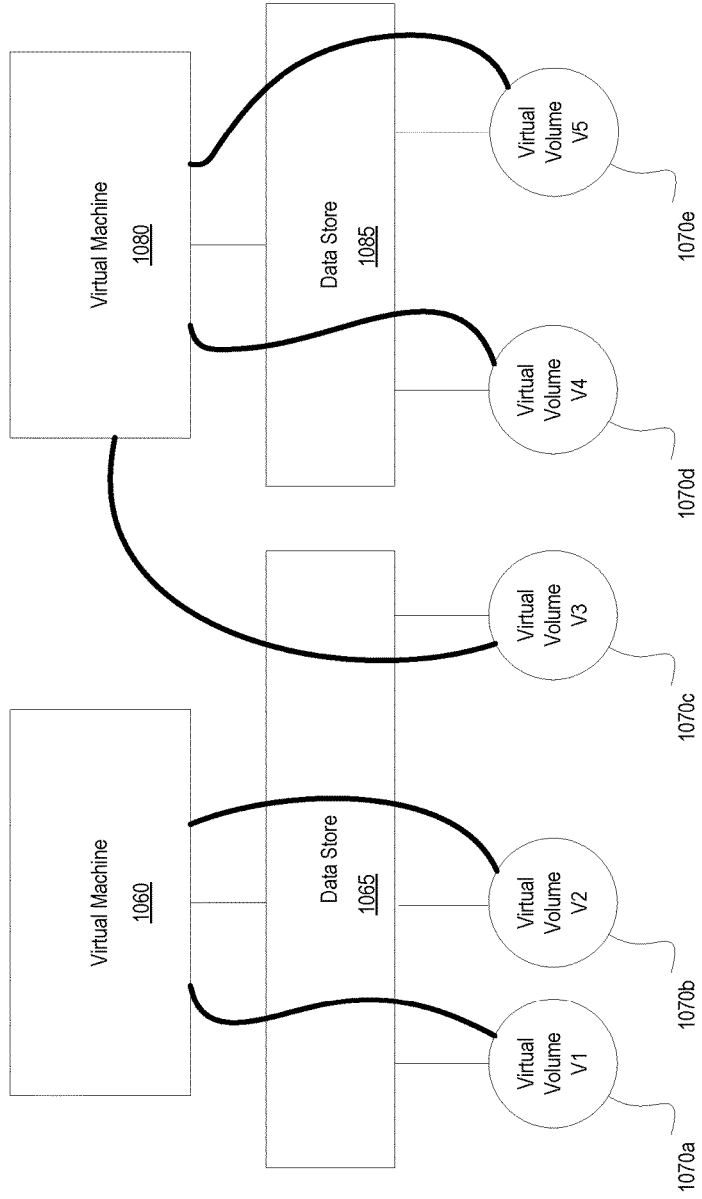 Virtual Machine
1060
Virtual Machine
1080
Data Store
1065
Data Store
1085
Virtual
Volume
V1
Virtual
Volume
V2
Virtual
Volume
V3
Virtual
Volume
V4
Virtual
Volume
V5
1070a
1070b
1070c
1070d
1070e